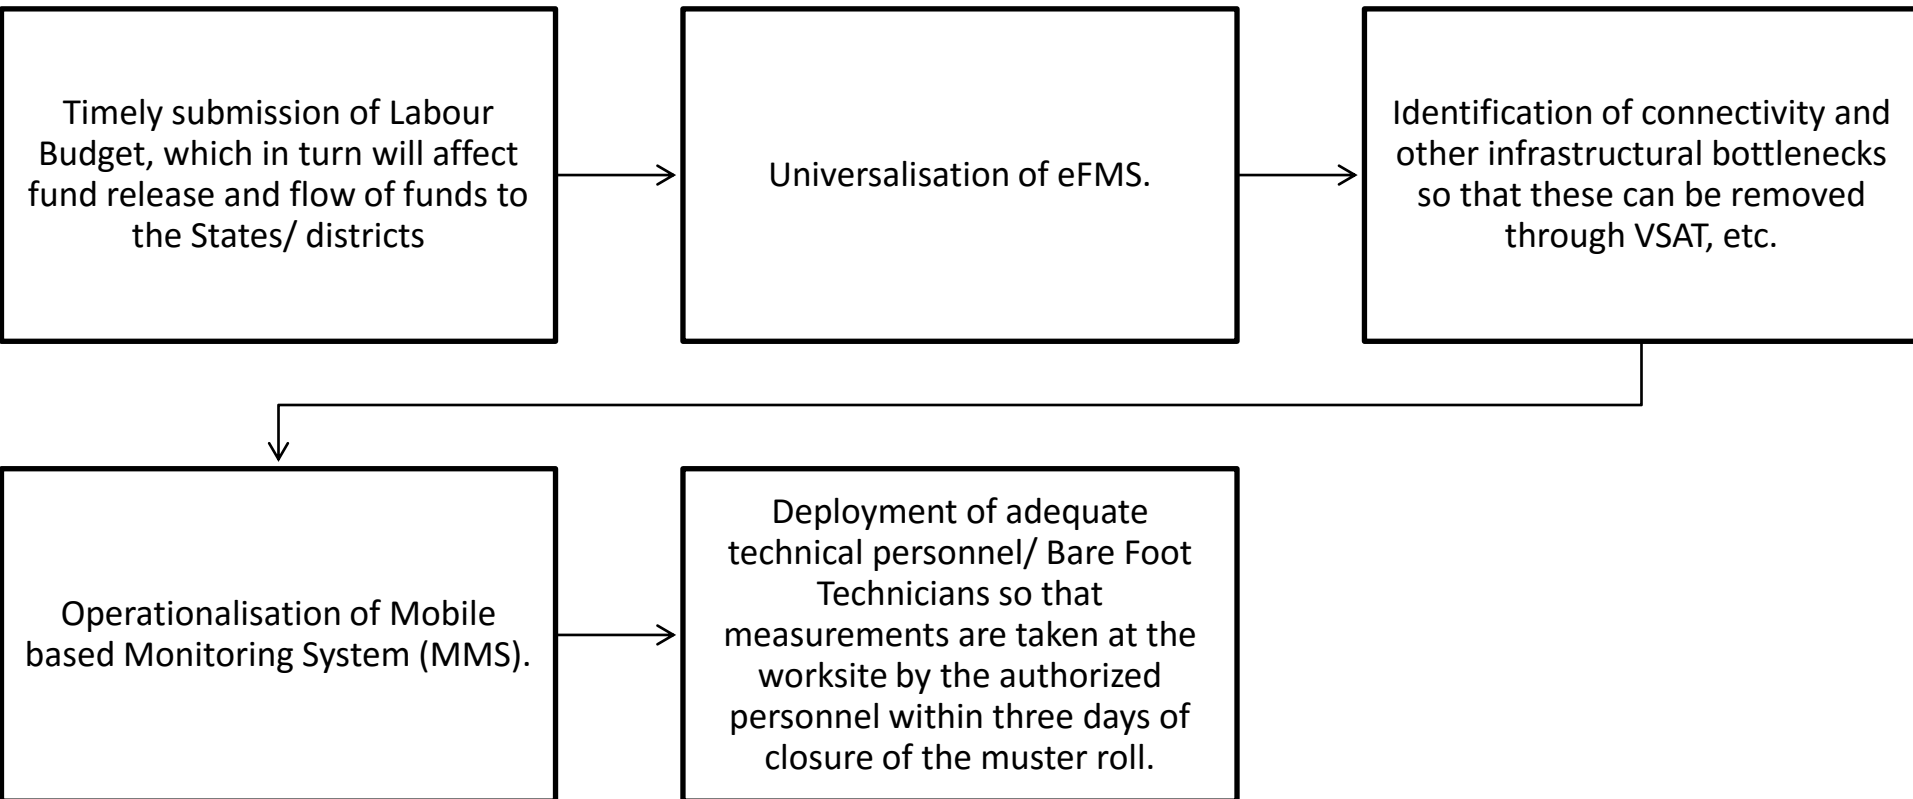 Timely submission of Labour
Budget, which in turn will affect
fund release and flow of funds to
the States/ districts
Universalisation of eFMS.
Identification of connectivity and
other infrastructural bottlenecks
so that these can be removed
through VSAT, etc.
Operationalisation of Mobile
based Monitoring System (MMS).
Deployment of adequate
technical personnel/ Bare Foot
Technicians so that
measurements are taken at the
worksite by the authorized
personnel within three days of
closure of the muster roll.